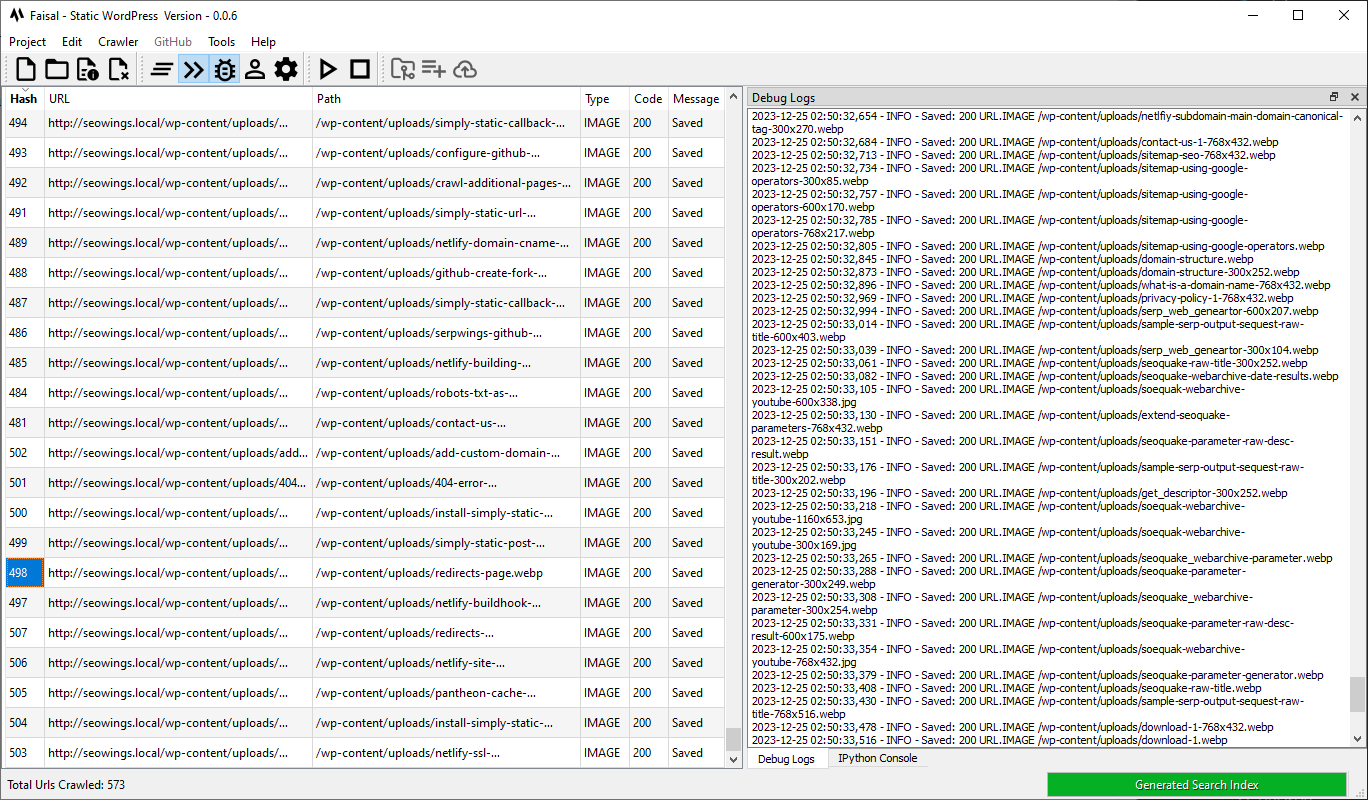 Faisal - Static WordPress Version - 0.0.6
Project Edit Crawler GitHub Tools Help
Hash URL Path Type Code Message
494 http://seowings.local/wp-content/uploads/... /wp-content/uploads/simply-static-callback-... IMAGE 200 Saved
493 http://seowings.local/wp-content/uploads/... /wp-content/uploads/configure-github-... IMAGE 200 Saved
492 http://seowings.local/wp-content/uploads/... /wp-content/uploads/crawl-additional-pages-... IMAGE 200 Saved
491 http://seowings.local/wp-content/uploads/... /wp-content/uploads/simply-static-url-... IMAGE 200 Saved
489 http://seowings.local/wp-content/uploads/... /wp-content/uploads/netlify-domain-cname-... IMAGE 200 Saved
488 http://seowings.local/wp-content/uploads/... /wp-content/uploads/github-create-fork-... IMAGE 200 Saved
487 http://seowings.local/wp-content/uploads/... /wp-content/uploads/simply-static-callback-... IMAGE 200 Saved
486 http://seowings.local/wp-content/uploads/... /wp-content/uploads/serpwings-github-... IMAGE 200 Saved
485 http://seowings.local/wp-content/uploads/... /wp-content/uploads/netlify-building-... IMAGE 200 Saved
484 http://seowings.local/wp-content/uploads/... /wp-content/uploads/robots-txt-as-... IMAGE 200 Saved
481 http://seowings.local/wp-content/uploads/... /wp-content/uploads/contact-us-... IMAGE 200 Saved
502 http://seowings.local/wp-content/uploads/add... /wp-content/uploads/add-custom-domain-... IMAGE 200 Saved
501 http://seowings.local/wp-content/uploads/404... /wp-content/uploads/404-error-... IMAGE 200 Saved
500 http://seowings.local/wp-content/uploads/... /wp-content/uploads/install-simply-static-... IMAGE 200 Saved
499 http://seowings.local/wp-content/uploads/... /wp-content/uploads/simply-static-post-... IMAGE 200 Saved
498 http://seowings.local/wp-content/uploads/... /wp-content/uploads/redirects-page.webp IMAGE 200 Saved
497 http://seowings.local/wp-content/uploads/... /wp-content/uploads/netlify-buildhook-... IMAGE 200 Saved
507 http://seowings.local/wp-content/uploads/... /wp-content/uploads/redirects-... IMAGE 200 Saved
506 http://seowings.local/wp-content/uploads/... /wp-content/uploads/netlify-site-... IMAGE 200 Saved
505 http://seowings.local/wp-content/uploads/... /wp-content/uploads/pantheon-cache-... IMAGE 200 Saved
504 http://seowings.local/wp-content/uploads/... /wp-content/uploads/install-simply-static-... IMAGE 200 Saved
503 http://seowings.local/wp-content/uploads/... /wp-content/uploads/netlify-ssl-... IMAGE 200 Saved
Debug Logs
2023-12-25 02:50:32,654 - INFO - Saved: 200 URL.IMAGE /wp-content/uploads/netlfiy-subdomain-main-domain-canonical-
tag-300x270.webp
2023-12-25 02:50:32,684 - INFO - Saved: 200 URL.IMAGE /wp-content/uploads/contact-us-1-768x432.webp
2023-12-25 02:50:32,713 - INFO - Saved: 200 URL.IMAGE /wp-content/uploads/sitemap-seo-768x432.webp
2023-12-25 02:50:32,734 - INFO - Saved: 200 URL.IMAGE /wp-content/uploads/sitemap-using-google-
operators-300x85.webp
2023-12-25 02:50:32,757 - INFO - Saved: 200 URL.IMAGE /wp-content/uploads/sitemap-using-google-
operators-600x170.webp
2023-12-25 02:50:32,785 - INFO - Saved: 200 URL.IMAGE /wp-content/uploads/sitemap-using-google-
operators-768x217.webp
2023-12-25 02:50:32,805 - INFO - Saved: 200 URL.IMAGE /wp-content/uploads/sitemap-using-google-operators.webp
2023-12-25 02:50:32,845 - INFO - Saved: 200 URL.IMAGE /wp-content/uploads/domain-structure.webp
2023-12-25 02:50:32,873 - INFO - Saved: 200 URL.IMAGE /wp-content/uploads/domain-structure-300x252.webp
2023-12-25 02:50:32,896 - INFO - Saved: 200 URL.IMAGE /wp-content/uploads/what-is-a-domain-name-768x432.webp
2023-12-25 02:50:32,969 - INFO - Saved: 200 URL.IMAGE /wp-content/uploads/privacy-policy-1-768x432.webp
2023-12-25 02:50:32,994 - INFO - Saved: 200 URL.IMAGE /wp-content/uploads/serp_web_geneartor-600x207.webp
2023-12-25 02:50:33,014 - INFO - Saved: 200 URL.IMAGE /wp-content/uploads/sample-serp-output-sequest-raw-
title-600x403.webp
2023-12-25 02:50:33,039 - INFO - Saved: 200 URL.IMAGE /wp-content/uploads/serp_web_geneartor-300x104.webp
2023-12-25 02:50:33,061 - INFO - Saved: 200 URL.IMAGE /wp-content/uploads/seoquake-raw-title-300x252.webp
2023-12-25 02:50:33,082 - INFO - Saved: 200 URL.IMAGE /wp-content/uploads/seoquake-webarchive-date-results.webp
2023-12-25 02:50:33,105 - INFO - Saved: 200 URL.IMAGE /wp-content/uploads/soequak-webarchive-
youtube-600x338.jpg
2023-12-25 02:50:33,130 - INFO - Saved: 200 URL.IMAGE /wp-content/uploads/extend-seoquake-
parameters-768x432.webp
2023-12-25 02:50:33,151 - INFO - Saved: 200 URL.IMAGE /wp-content/uploads/seoquake-parameter-raw-desc-
result.webp
2023-12-25 02:50:33,176 - INFO - Saved: 200 URL.IMAGE /wp-content/uploads/sample-serp-output-sequest-raw-
title-300x202.webp
2023-12-25 02:50:33,196 - INFO - Saved: 200 URL.IMAGE /wp-content/uploads/get_descriptor-300x252.webp
2023-12-25 02:50:33,218 - INFO - Saved: 200 URL.IMAGE /wp-content/uploads/soequak-webarchive-
youtube-1160x653.jpg
2023-12-25 02:50:33,245 - INFO - Saved: 200 URL.IMAGE /wp-content/uploads/soequak-webarchive-
youtube-300x169.jpg
2023-12-25 02:50:33,265 - INFO - Saved: 200 URL.IMAGE /wp-content/uploads/seoquake_webarchive-parameter.webp
2023-12-25 02:50:33,288 - INFO - Saved: 200 URL.IMAGE /wp-content/uploads/seoquake-parameter-
generator-300x249.webp
2023-12-25 02:50:33,308 - INFO - Saved: 200 URL.IMAGE /wp-content/uploads/seoquake_webarchive-
parameter-300x254.webp
2023-12-25 02:50:33,331 - INFO - Saved: 200 URL.IMAGE /wp-content/uploads/seoquake-parameter-raw-desc-
result-600x175.webp
2023-12-25 02:50:33,354 - INFO - Saved: 200 URL.IMAGE /wp-content/uploads/soequak-webarchive-
youtube-768x432.jpg
2023-12-25 02:50:33,379 - INFO - Saved: 200 URL.IMAGE /wp-content/uploads/seoquake-parameter-generator.webp
2023-12-25 02:50:33,408 - INFO - Saved: 200 URL.IMAGE /wp-content/uploads/seoquake-raw-title.webp
2023-12-25 02:50:33,430 - INFO - Saved: 200 URL.IMAGE /wp-content/uploads/sample-serp-output-sequest-raw-
title-768x516.webp
2023-12-25 02:50:33,478 - INFO - Saved: 200 URL.IMAGE /wp-content/uploads/download-1-768x432.webp
2023-12-25 02:50:33,516 - INFO - Saved: 200 URL.IMAGE /wp-content/uploads/download-1.webp
Debug Logs IPython Console
Total Urls Crawled: 573
Generated Search Index